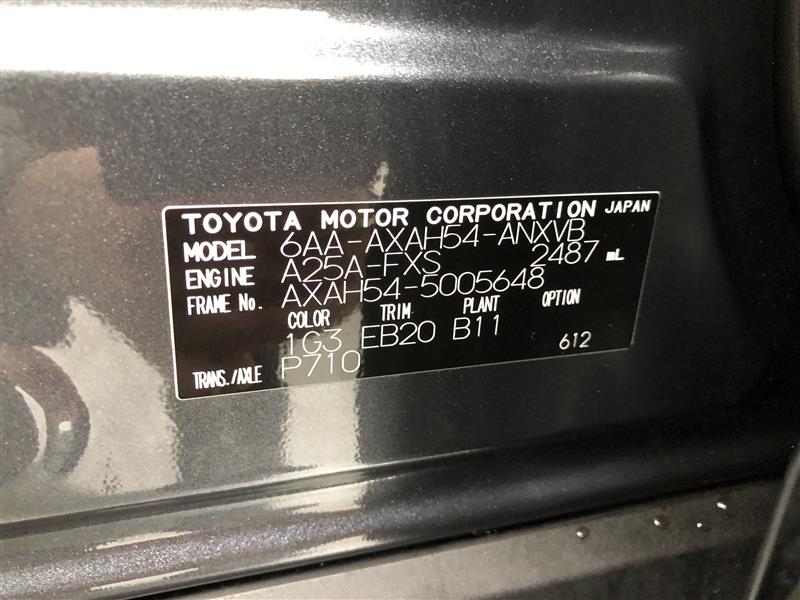 TOYOTA MOTOR CORPORATION JAPAN
MODEL 6AA-AXAH54-ANXVB
ENGINE A25A-FXS 2487 mL
FRAME No. AXAH54-5005648
COLOR TRIM PLANT OPTION
1G3 EB20 B11
TRANS./AXLE P710 612